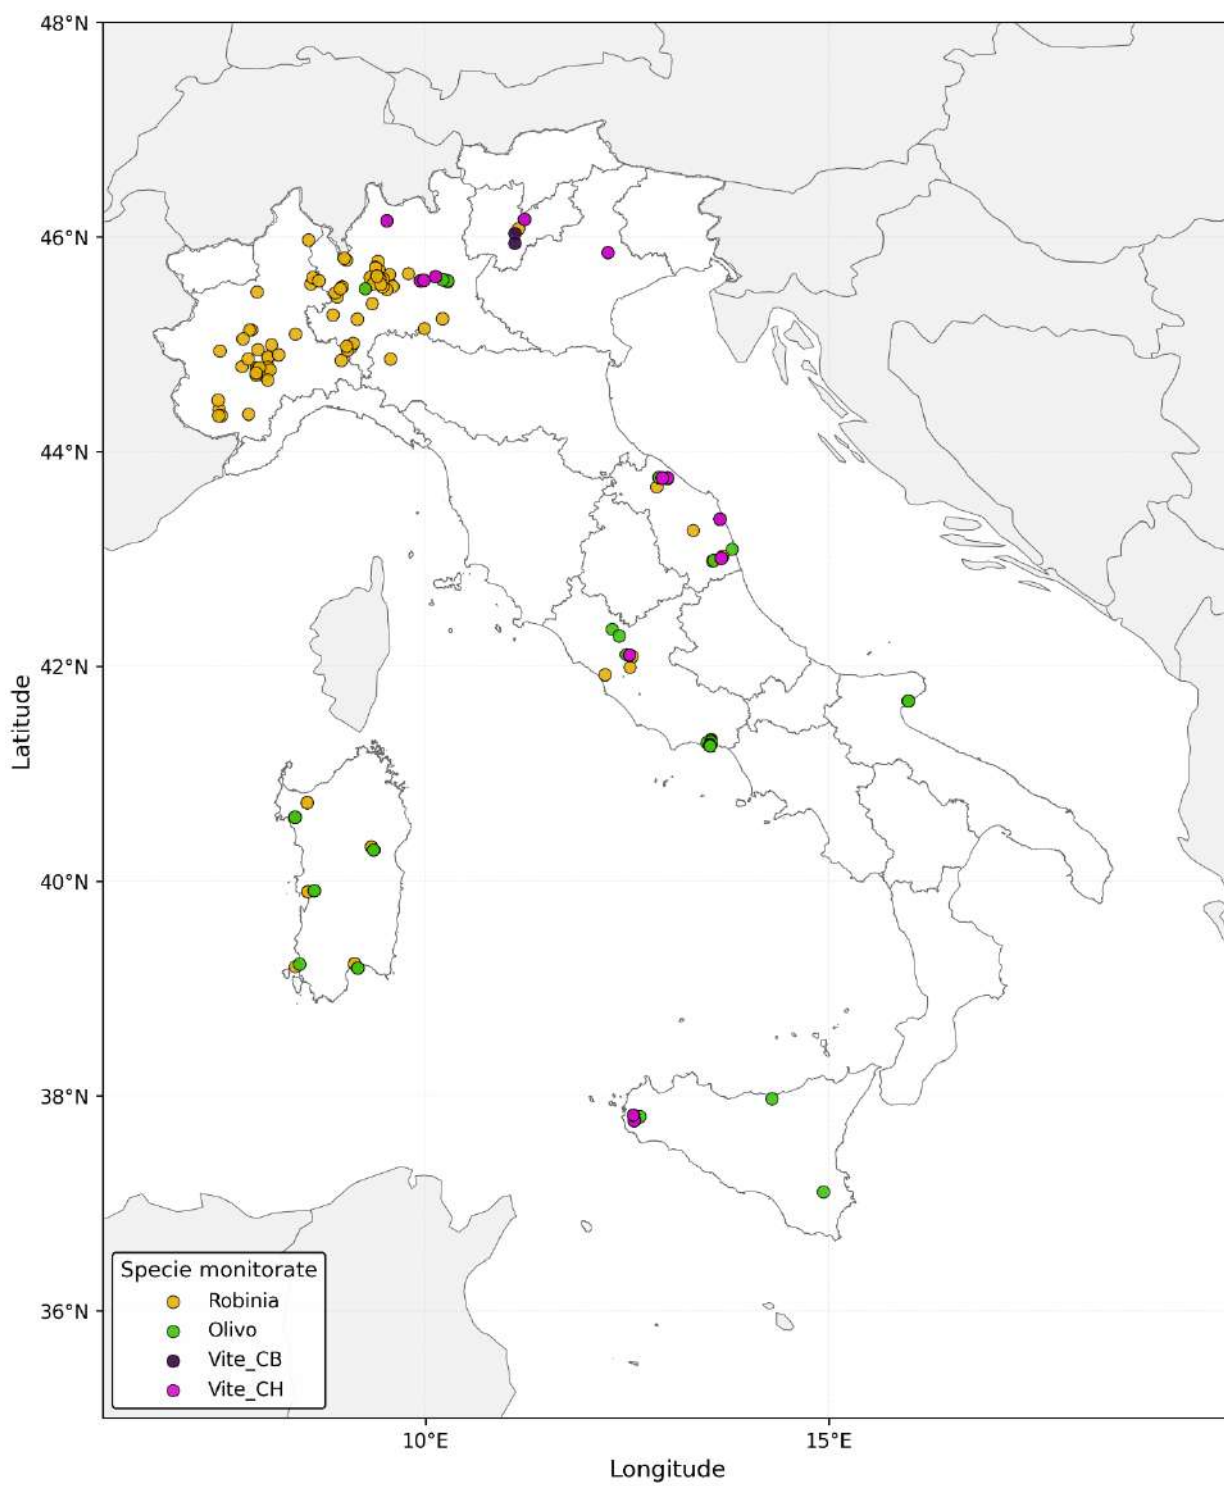 48°N
46°N
44°N
42°N
40°N
38°N
36°N
Latitude
10°E
15°E
Longitude
Specie monitorate
Robinia
Olivo
Vite_CB
Vite_CH